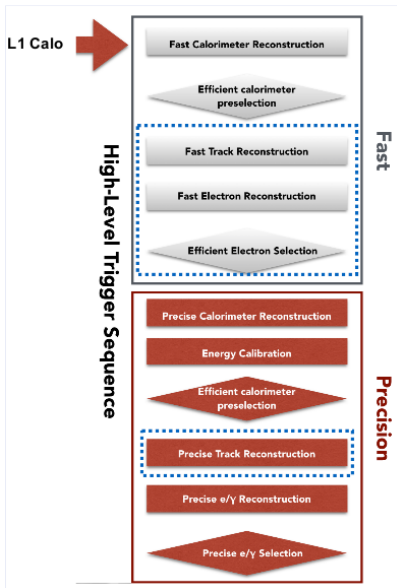 L1 Calo
Fast Calorimeter Reconstruction
Efficient calorimeter
preselection
Fast Track Reconstruction
Fast Electron Reconstruction
Efficient Electron Selection
Fast
High-Level Trigger
Sequence
Precise Calorimeter Reconstruction
Energy Calibration
Efficient calorimeter
preselection
Precise Track Reconstruction
Precise e/γ Reconstruction
Precise e/γ Selection
Precision